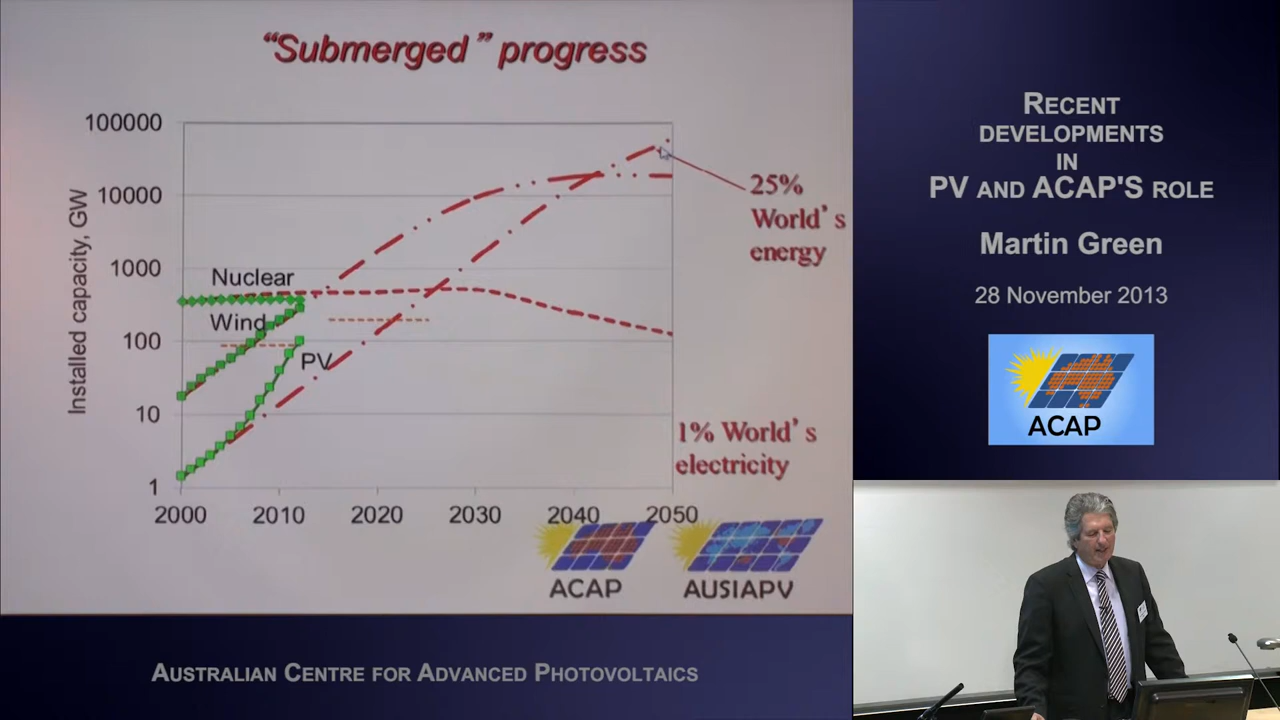 “Submerged ” progress
100000
10000
1000
100
10
1
Installed capacity, GW
Nuclear
Wind
PV
25%
World’s
energy
1% World’s
electricity
2000 2010 2020 2030 2040 2050
ACAP
AUSIAPV
AUSTRALIAN CENTRE FOR ADVANCED PHOTOVOLTAICS
RECENT
DEVELOPMENTS
IN
PV AND ACAP'S ROLE
Martin Green
28 November 2013
ACAP